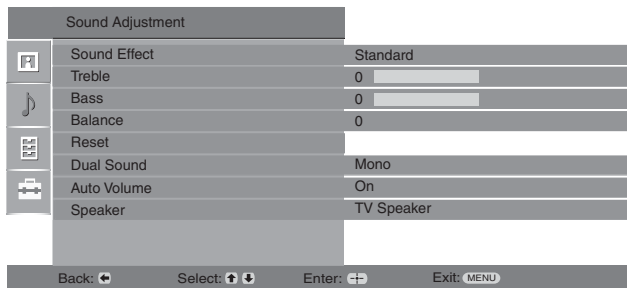 Sound Adjustment
Sound Effect Standard
Treble 0
Bass 0
Balance 0
Reset
Dual Sound Mono
Auto Volume On
Speaker TV Speaker
Back: Select: Enter: Exit: MENU